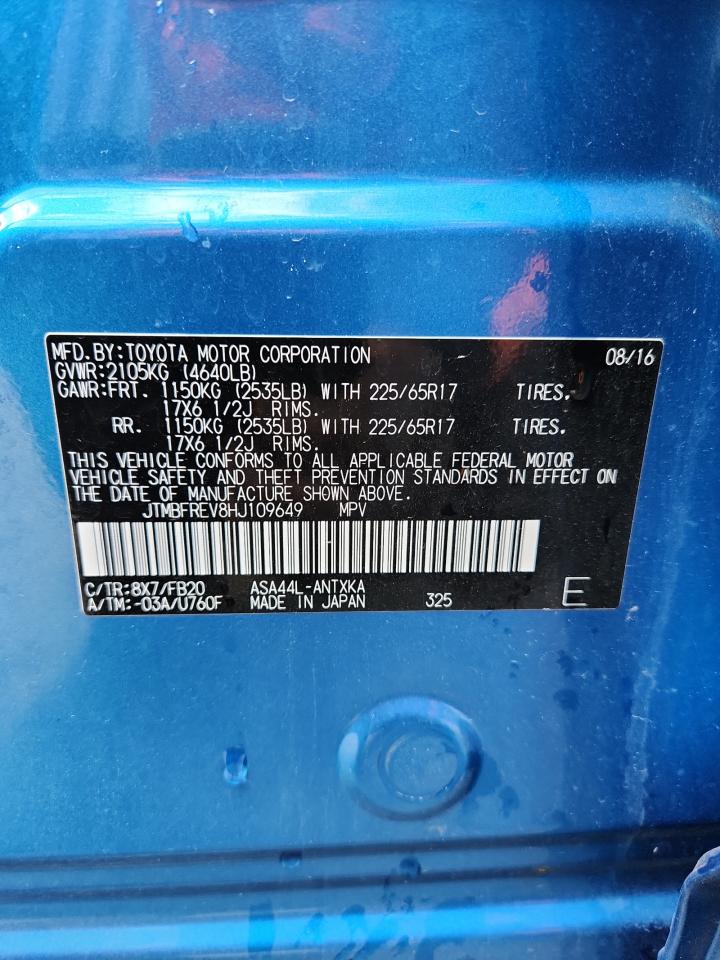 MFD.BY:TOYOTA MOTOR CORPORATION 08/16
GVWR:2105KG (4640LB)
GAWR:FRT. 1150KG (2535LB) WITH 225/65R17 TIRES.
17X6 1/2J RIMS.
RR. 1150KG (2535LB) WITH 225/65R17 TIRES.
17X6 1/2J RIMS.
THIS VEHICLE CONFORMS TO ALL APPLICABLE FEDERAL MOTOR
VEHICLE SAFETY AND THEFT PREVENTION STANDARDS IN EFFECT ON
THE DATE OF MANUFACTURE SHOWN ABOVE.
JTMBFREV8HJ109649 MPV
C/TR:8X7/FB20 ASA44L-ANTXKA
A/TM:-03A/U760F MADE IN JAPAN 325 E